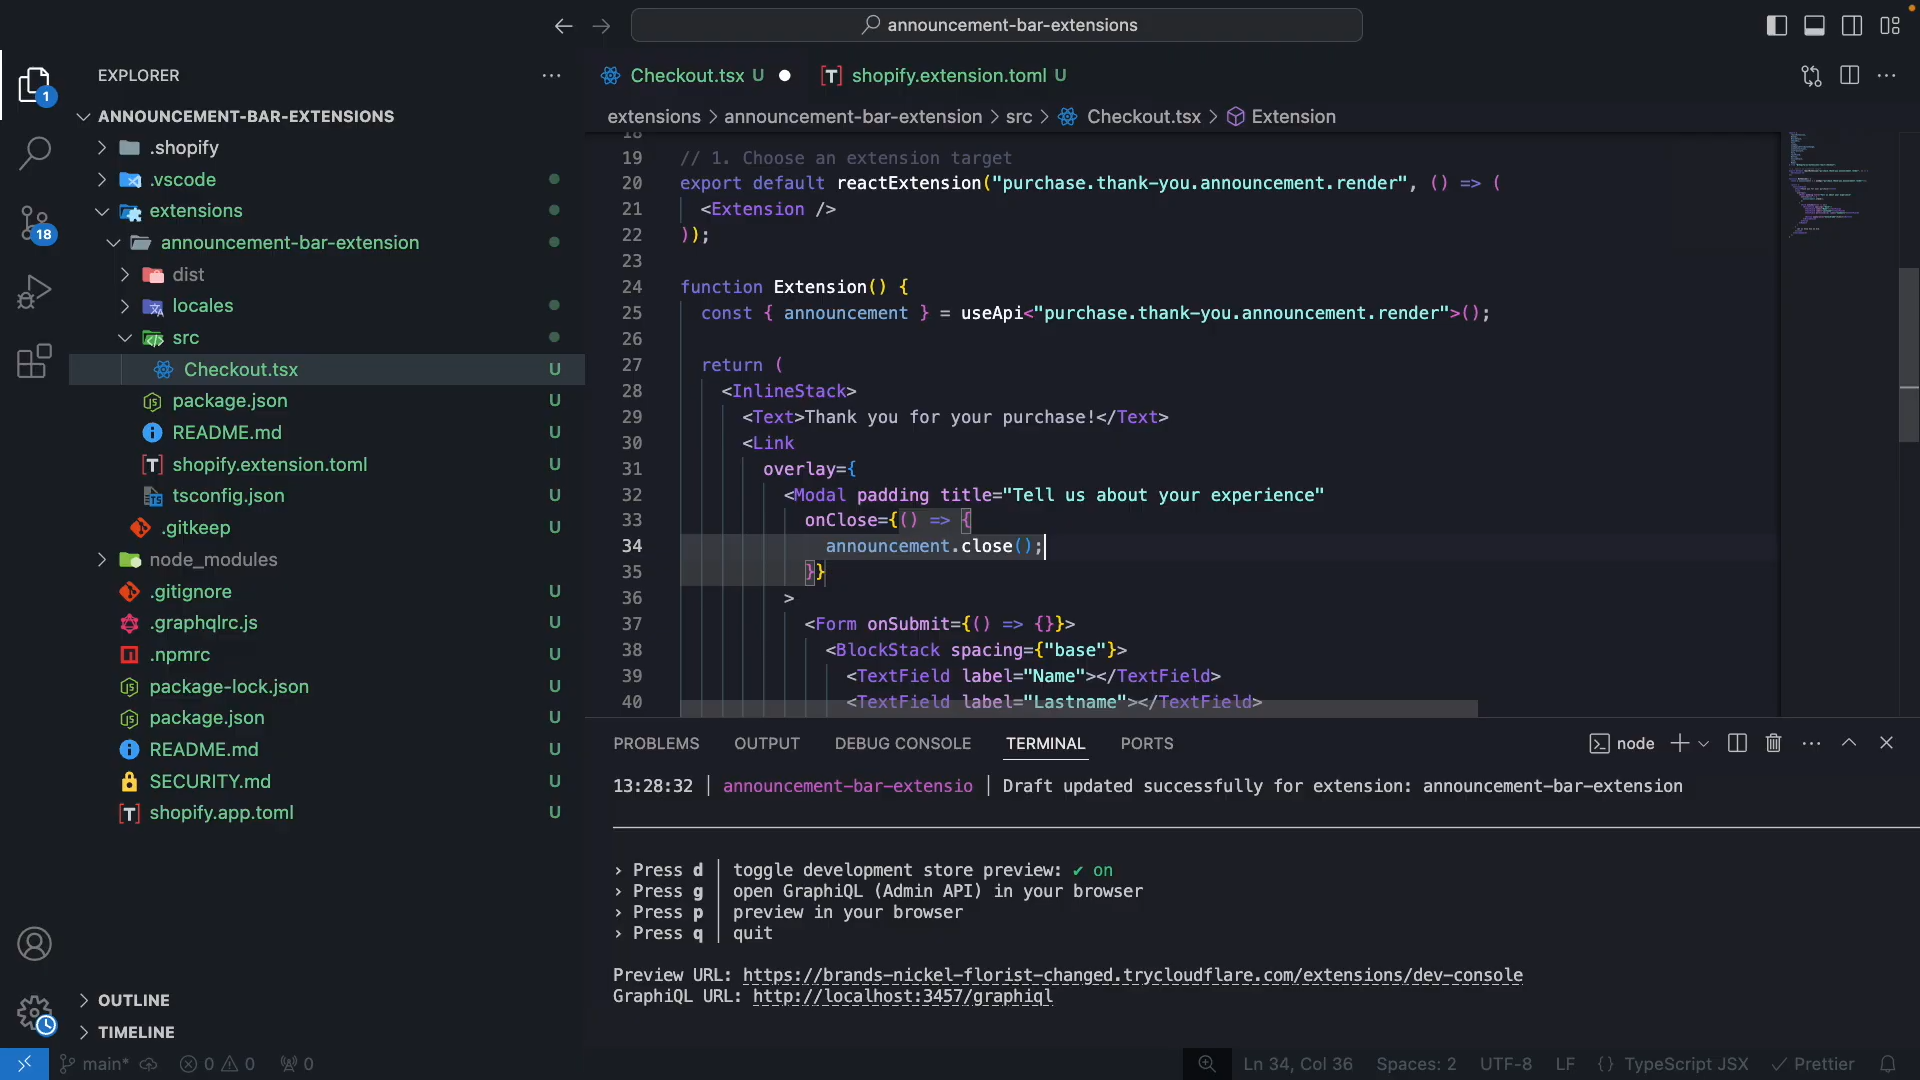 announcement-bar-extensions
EXPLORER
Checkout.tsx U
shopify.extension.toml U
1
ANNOUNCEMENT-BAR-EXTENSIONS
.shopify
.vscode
extensions
18
announcement-bar-extension
dist
locales
src
Checkout.tsx U
package.json U
README.md U
shopify.extension.toml U
tsconfig.json U
.gitkeep U
node_modules
.gitignore U
.graphqlrc.js U
.npmrc U
package-lock.json U
package.json U
README.md U
SECURITY.md U
shopify.app.toml U
OUTLINE
TIMELINE
extensions > announcement-bar-extension > src > Checkout.tsx > Extension
18
19 // 1. Choose an extension target
20 export default reactExtension("purchase.thank-you.announcement.render", () => (
21 <Extension />
22 ));
23
24 function Extension() {
25 const { announcement } = useApi<"purchase.thank-you.announcement.render">();
26
27 return (
28 <InlineStack>
29 <Text>Thank you for your purchase!</Text>
30 <Link
31 overlay={
32 <Modal padding title="Tell us about your experience"
33 onClose={() => {
34 announcement.close();
35 }}
36 >
37 <Form onSubmit={() => {}}>
38 <BlockStack spacing={"base"}>
39 <TextField label="Name"></TextField>
40 <TextField label="Lastname"></TextField>
PROBLEMS OUTPUT DEBUG CONSOLE TERMINAL PORTS
node
13:28:32 │ announcement-bar-extensio │ Draft updated successfully for extension: announcement-bar-extension
› Press d │ toggle development store preview: ✔ on
› Press g │ open GraphiQL (Admin API) in your browser
› Press p │ preview in your browser
› Press q │ quit
Preview URL: https://brands-nickel-florist-changed.trycloudflare.com/extensions/dev-console
GraphiQL URL: http://localhost:3457/graphiql
main* 0 0 0
Ln 34, Col 36 Spaces: 2 UTF-8 LF {} TypeScript JSX Prettier